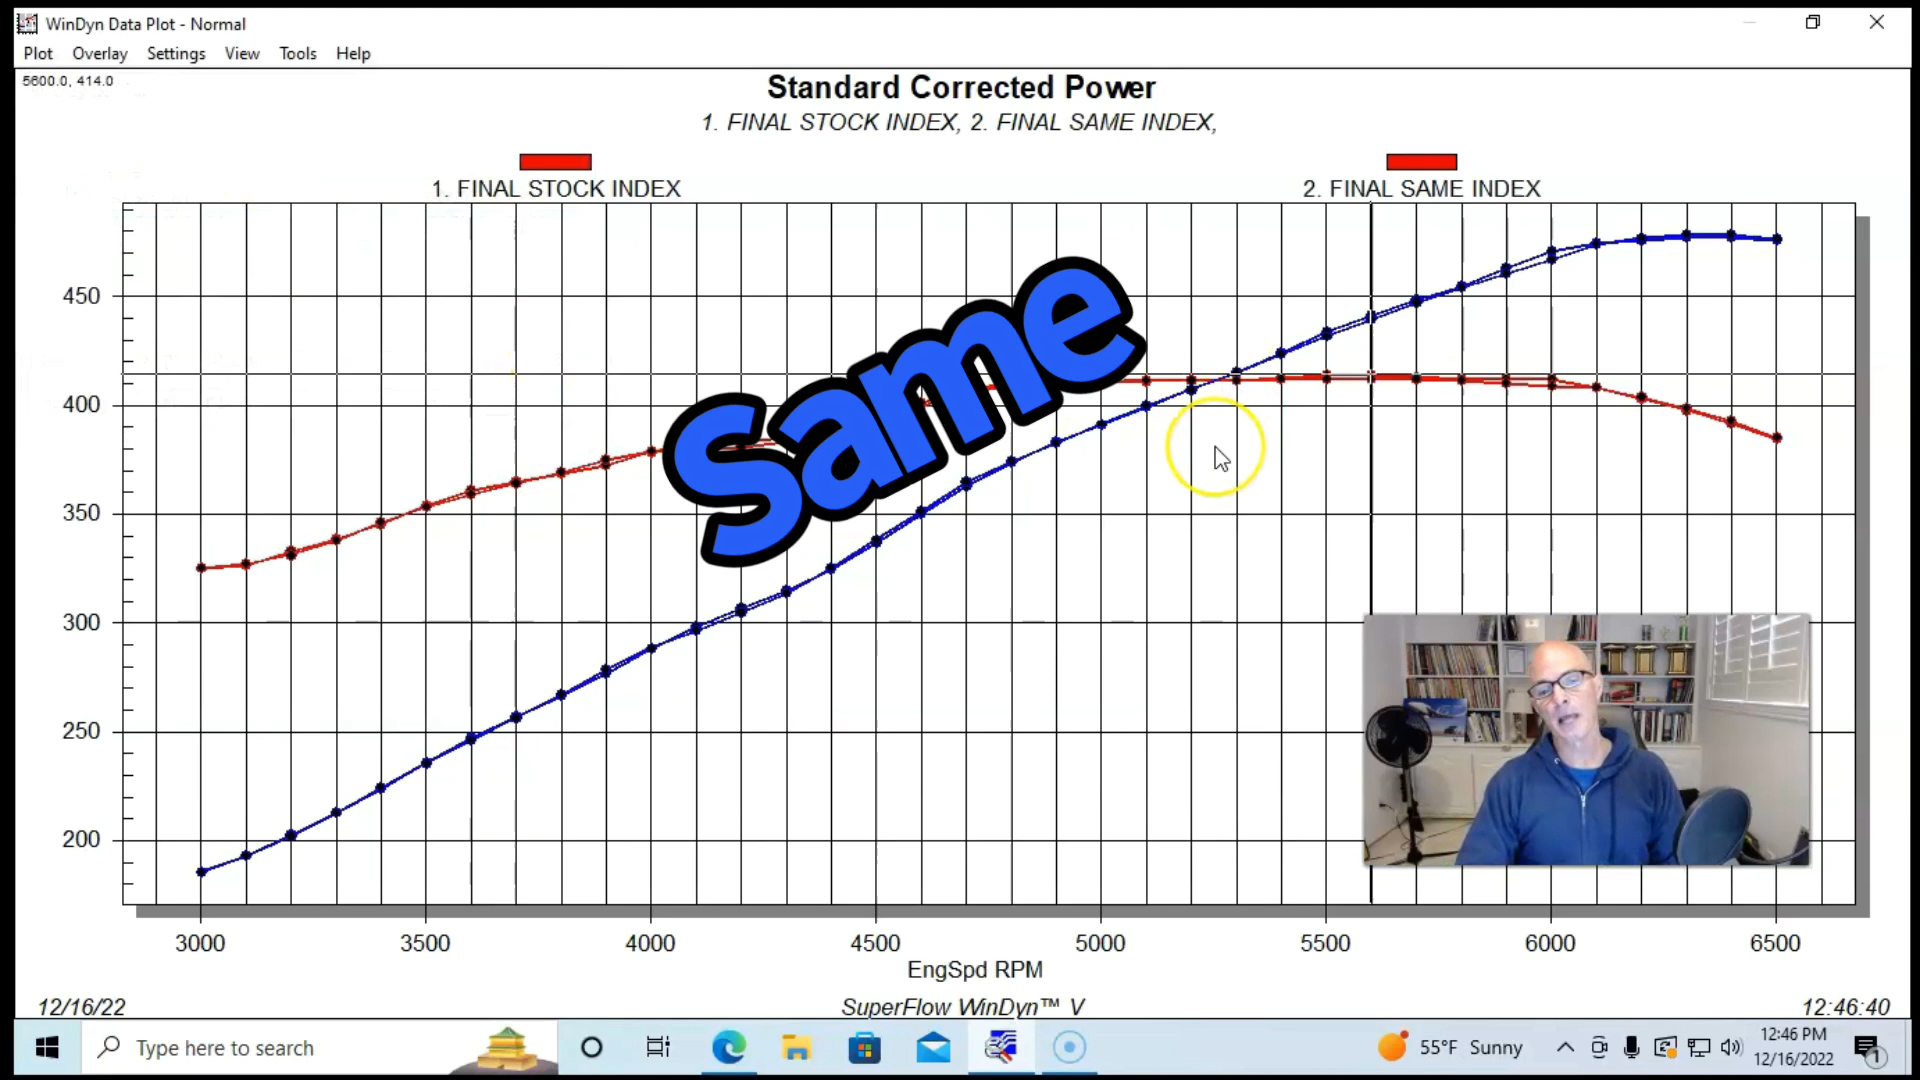 WinDyn Data Plot - Normal
Plot Overlay Settings View Tools Help
5600.0, 414.0
Standard Corrected Power
1. FINAL STOCK INDEX, 2. FINAL SAME INDEX,
1. FINAL STOCK INDEX
2. FINAL SAME INDEX
450
400
350
300
250
200
Same
3000 3500 4000 4500 5000 5500 6000 6500
EngSpd RPM
12/16/22
SuperFlow WinDyn™ V
12:46:40
Type here to search
55°F Sunny
12:46 PM
12/16/2022
1